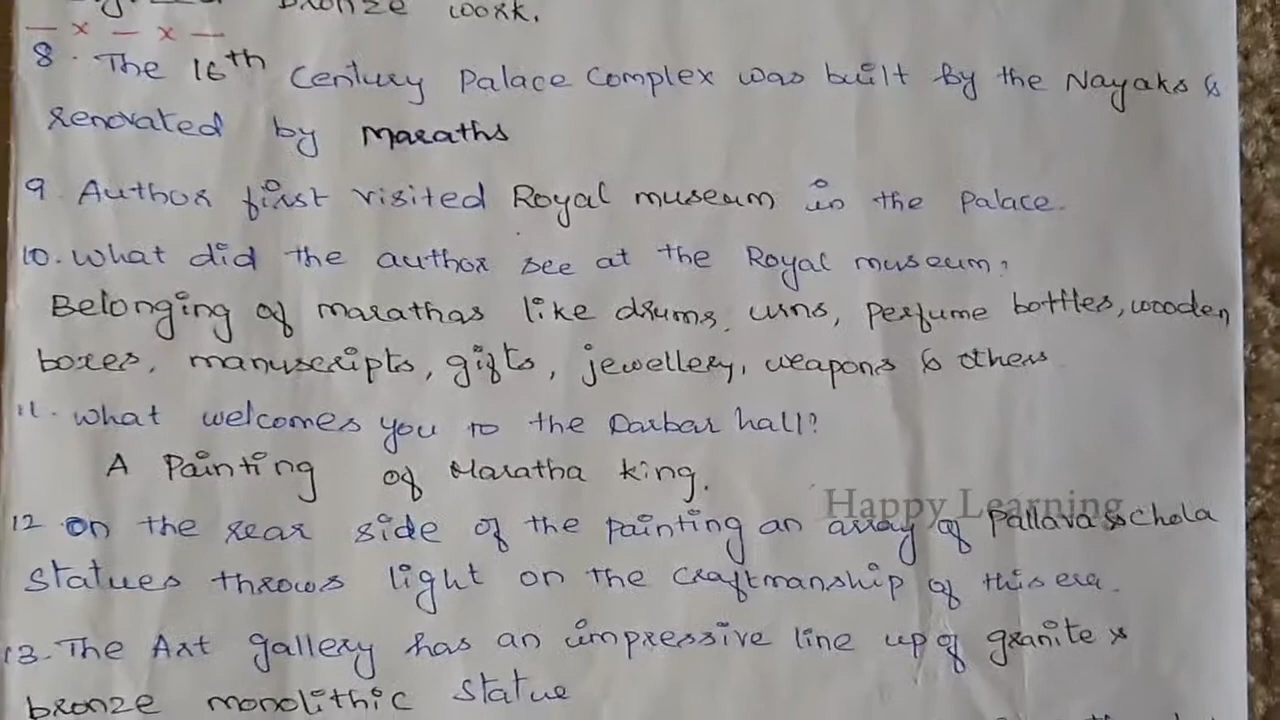 bronze work.
— x — x —
8. The 16th Century Palace Complex was built by the Nayaks &
renovated by Maraths
9. Author first visited Royal museum in the palace.
10. What did the author see at the Royal museum?
Belonging of marathas like drums, urns, perfume bottles, wooden
boxes, manuscripts, gifts, jewellery, weapons & others
11. What welcomes you to the Darbar hall?
A Painting of Maratha king.
Happy Learning
12 On the rear side of the painting an array of Pallava & Chola
statues throws light on the craftmanship of this era.
13. The Art gallery has an impressive line up of granite &
bronze monolithic statue